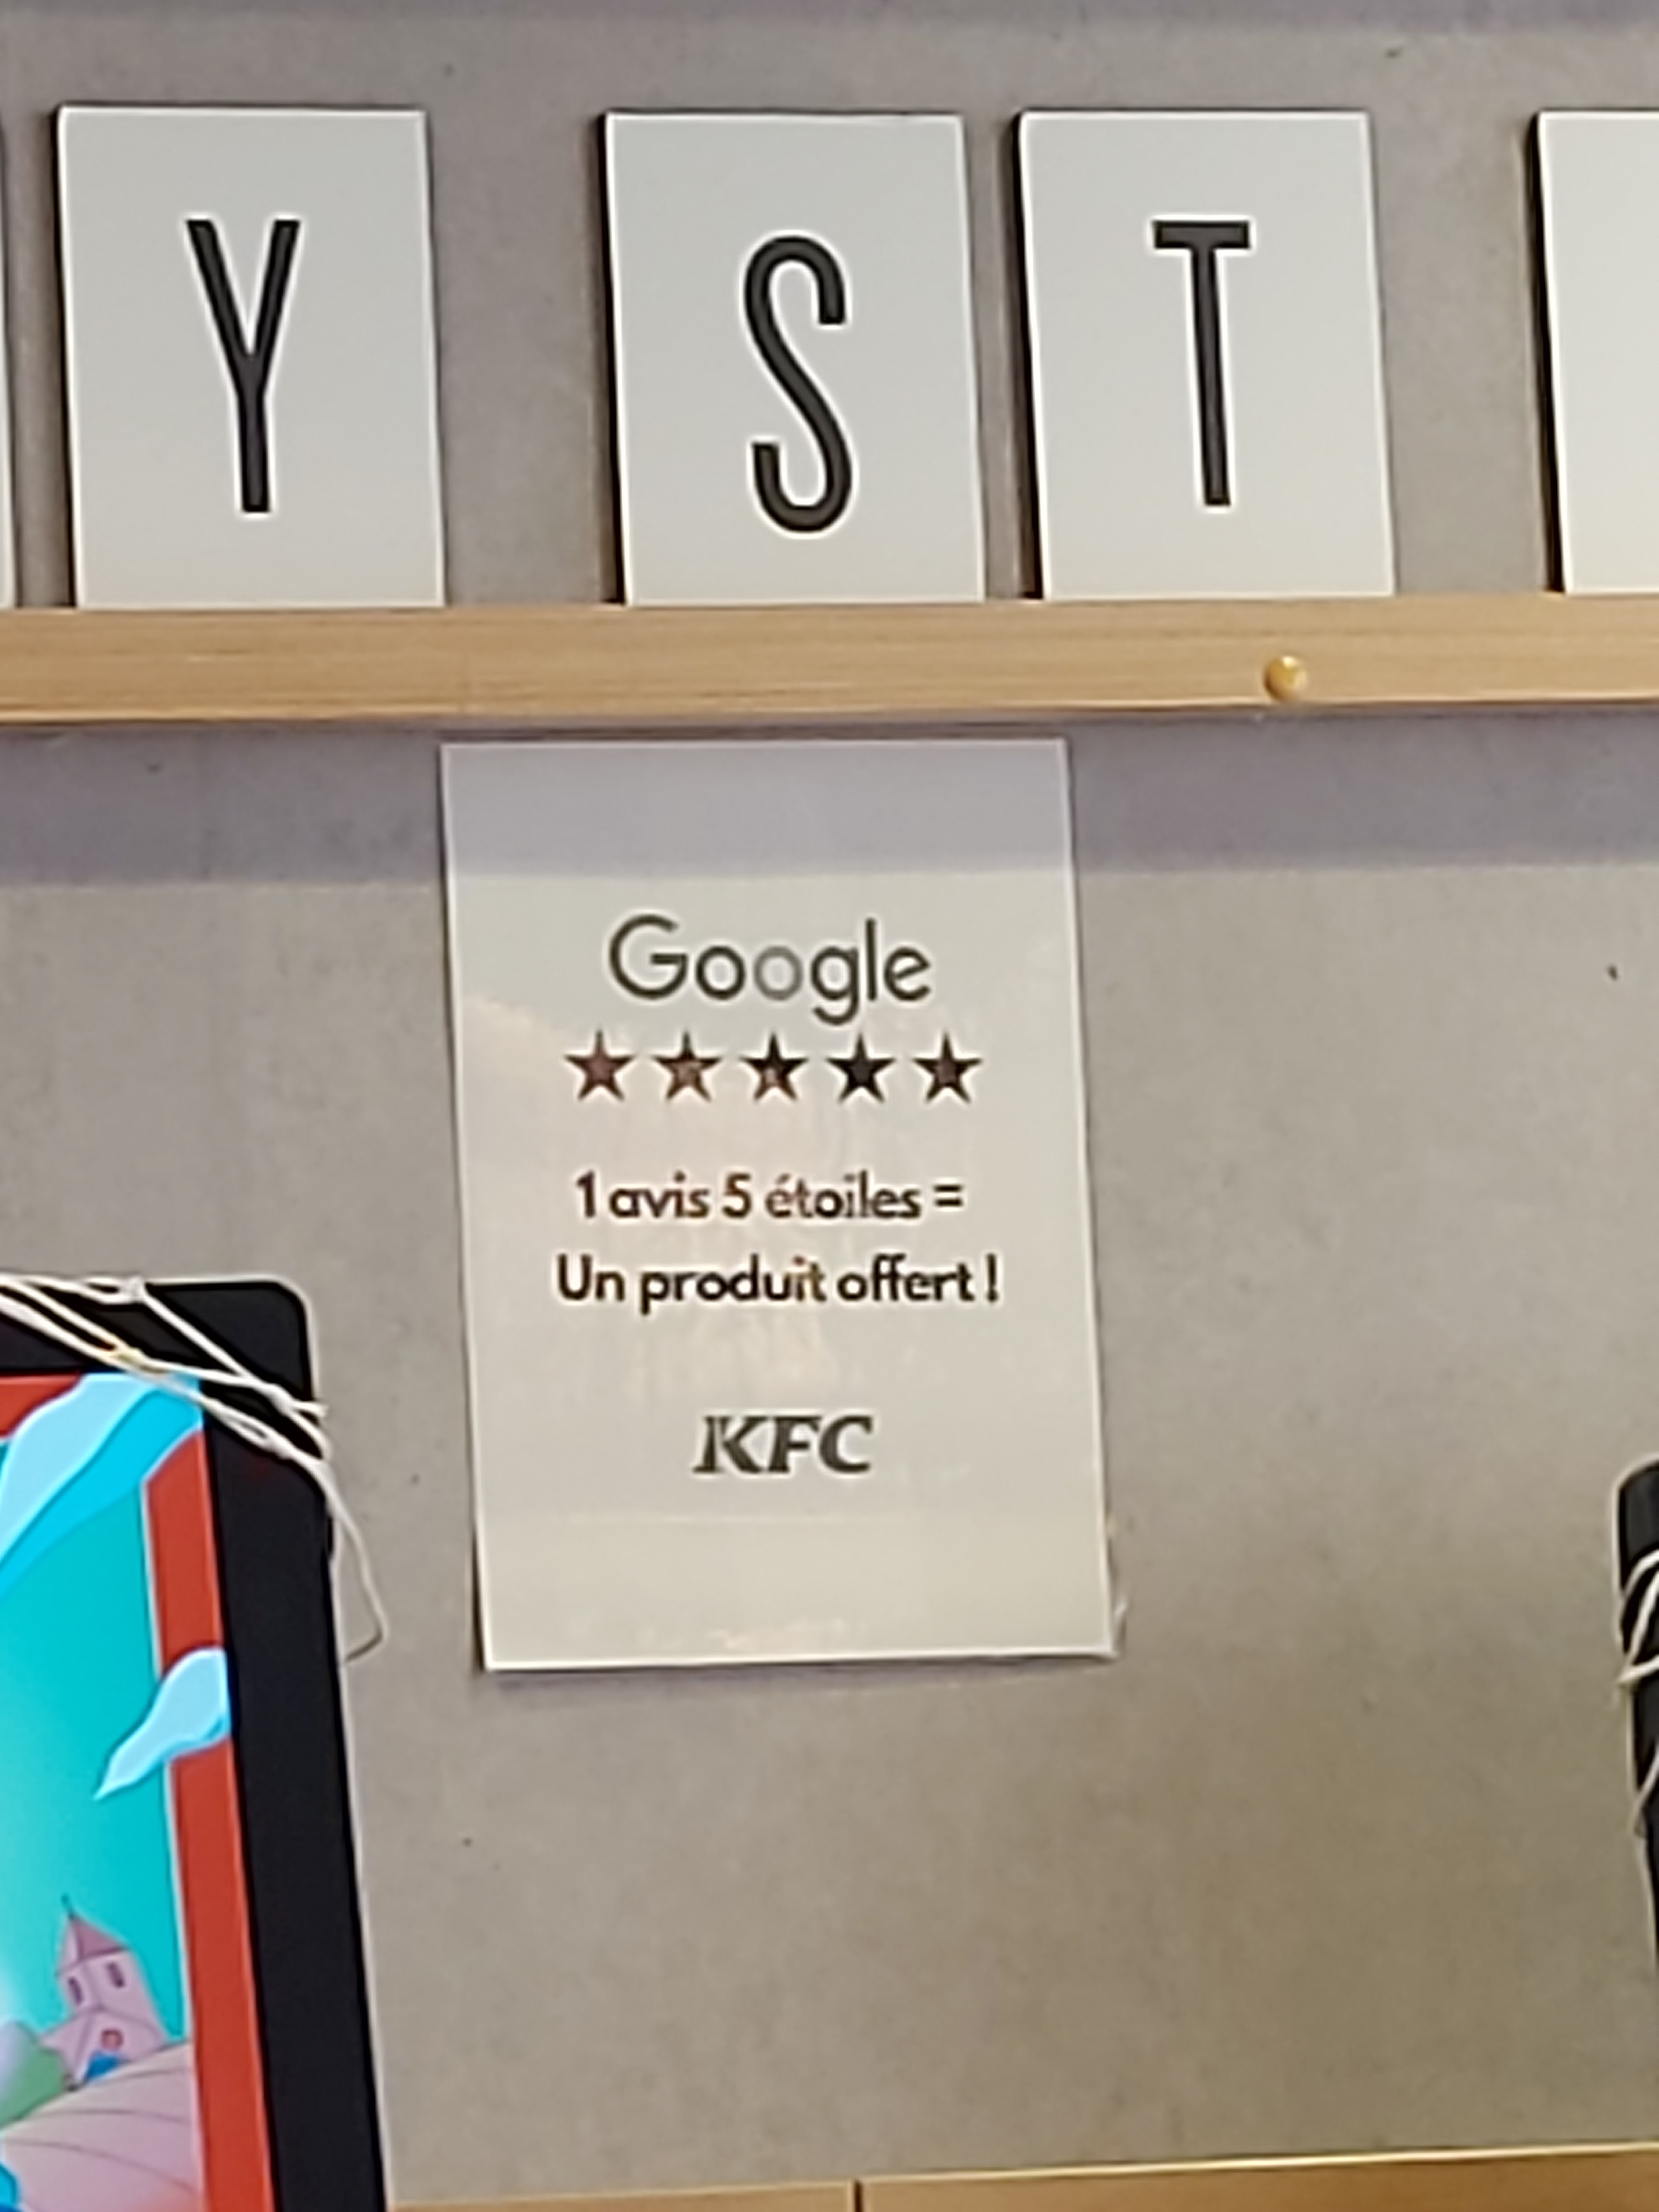 Y S T
Google
★★★★★
1 avis 5 étoiles =
Un produit offert !
KFC